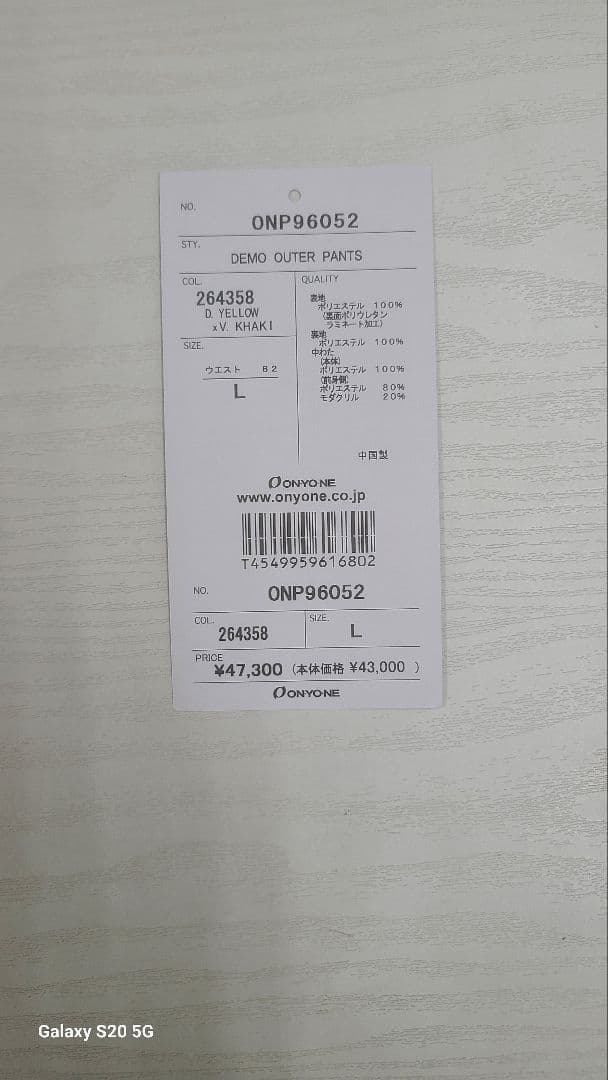 NO.
ONP96052
STY.
DEMO OUTER PANTS
COL.
264358
D. YELLOW
xV. KHAKI
SIZE.
ウエスト 82
L
QUALITY
表地
ポリエステル 100%
(裏面ポリウレタン
ラミネート加工)
裏地
ポリエステル 100%
中わた
(本体)
ポリエステル 100%
(前身側)
ポリエステル 80%
モダクリル 20%
中国製
ONYONE
www.onyone.co.jp
T4549959616802
NO.
ONP96052
COL.
264358
SIZE.
L
PRICE
¥47,300 (本体価格 ¥43,000 )
ONYONE
Galaxy S20 5G